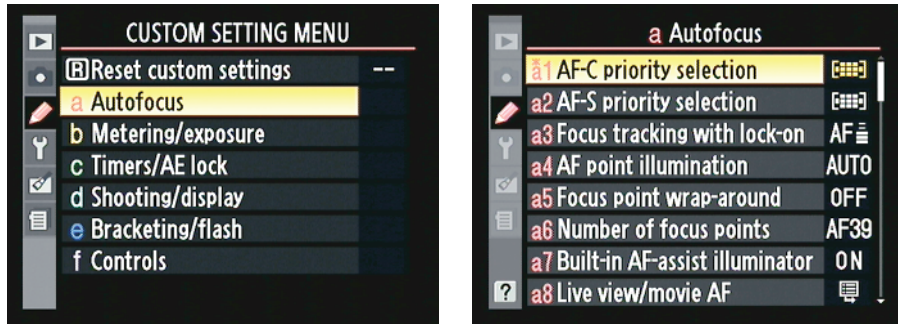 CUSTOM SETTING MENU
R Reset custom settings --
a Autofocus
b Metering/exposure
c Timers/AE lock
d Shooting/display
e Bracketing/flash
f Controls
a Autofocus
a1 AF-C priority selection
a2 AF-S priority selection
a3 Focus tracking with lock-on AF
a4 AF point illumination AUTO
a5 Focus point wrap-around OFF
a6 Number of focus points AF39
a7 Built-in AF-assist illuminator ON
? a8 Live view/movie AF